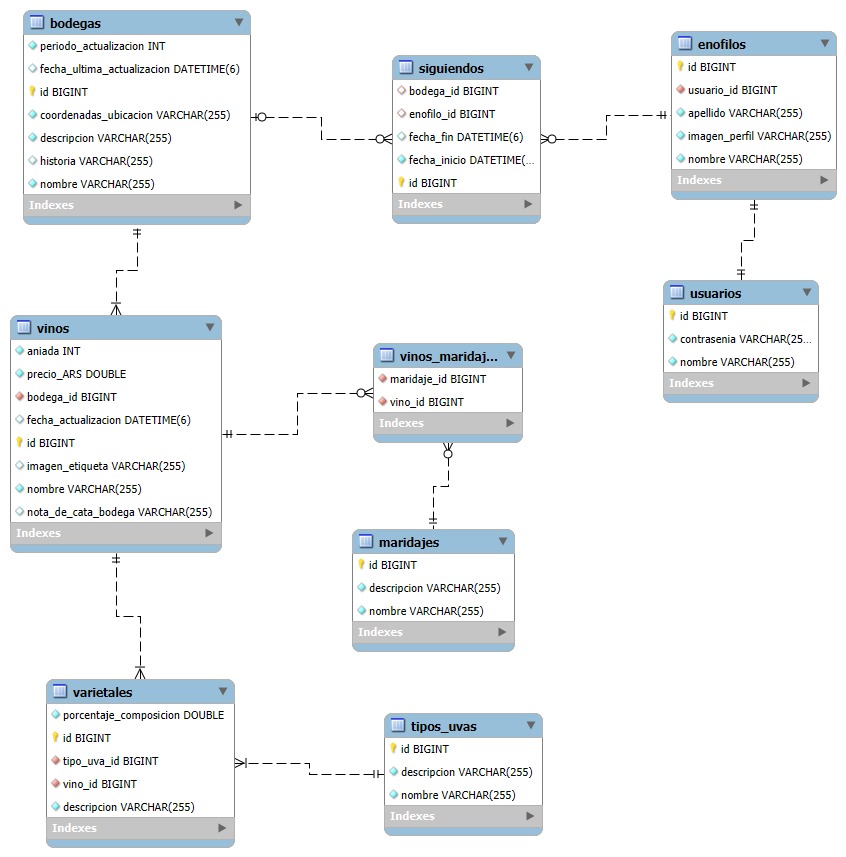 bodegas
periodo_actualizacion INT
fecha_ultima_actualizacion DATETIME(6)
id BIGINT
coordenadas_ubicacion VARCHAR(255)
descripcion VARCHAR(255)
historia VARCHAR(255)
nombre VARCHAR(255)
Indexes
siguiendos
bodega_id BIGINT
enofilo_id BIGINT
fecha_fin DATETIME(6)
fecha_inicio DATETIME(...
id BIGINT
Indexes
enofilos
id BIGINT
usuario_id BIGINT
apellido VARCHAR(255)
imagen_perfil VARCHAR(255)
nombre VARCHAR(255)
Indexes
usuarios
id BIGINT
contrasenia VARCHAR(25...
nombre VARCHAR(255)
Indexes
vinos
aniada INT
precio_ARS DOUBLE
bodega_id BIGINT
fecha_actualizacion DATETIME(6)
id BIGINT
imagen_etiqueta VARCHAR(255)
nombre VARCHAR(255)
nota_de_cata_bodega VARCHAR(255)
Indexes
vinos_maridaj...
maridaje_id BIGINT
vino_id BIGINT
Indexes
maridajes
id BIGINT
descripcion VARCHAR(255)
nombre VARCHAR(255)
Indexes
varietales
porcentaje_composicion DOUBLE
id BIGINT
tipo_uva_id BIGINT
vino_id BIGINT
descripcion VARCHAR(255)
Indexes
tipos_uvas
id BIGINT
descripcion VARCHAR(255)
nombre VARCHAR(255)
Indexes